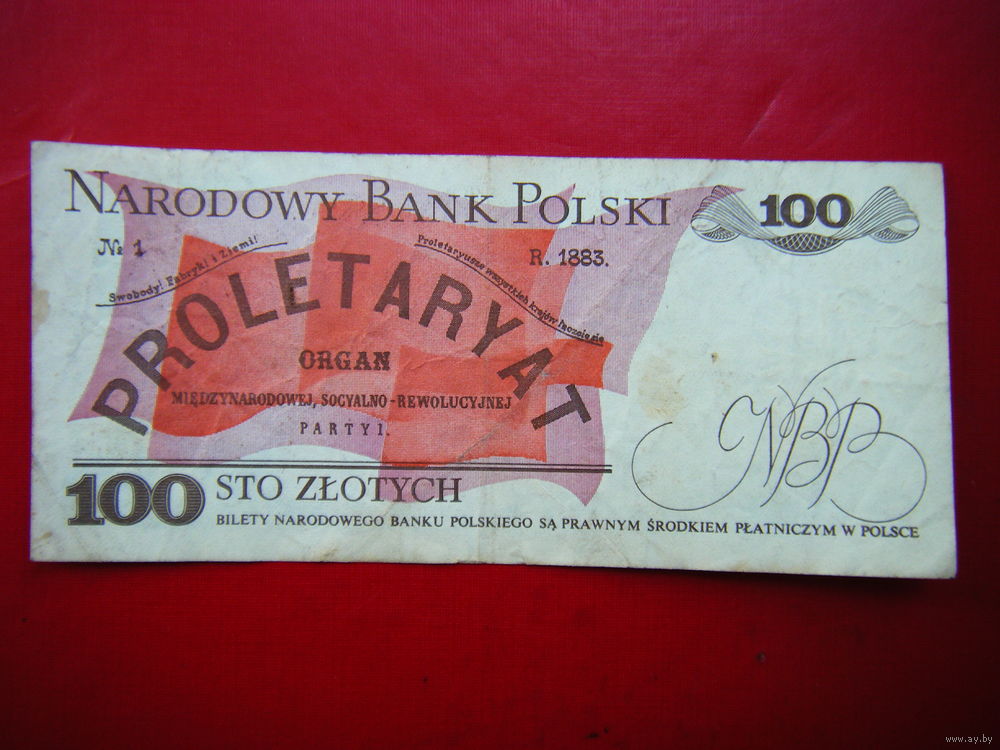 NARODOWY BANK POLSKI
100
№ 1
R. 1883.
Swobody! Fabryk! i Ziemi!
Proletaryusze wszystkich krajów łączcie się
PROLETARYAT
ORGAN
MIĘDZYNARODOWEJ, SOCYALNO-REWOLUCYJNEJ
PARTYI.
NBP
100 STO ZŁOTYCH
BILETY NARODOWEGO BANKU POLSKIEGO SĄ PRAWNYM ŚRODKIEM PŁATNICZYM W POLSCE
www.ay.by